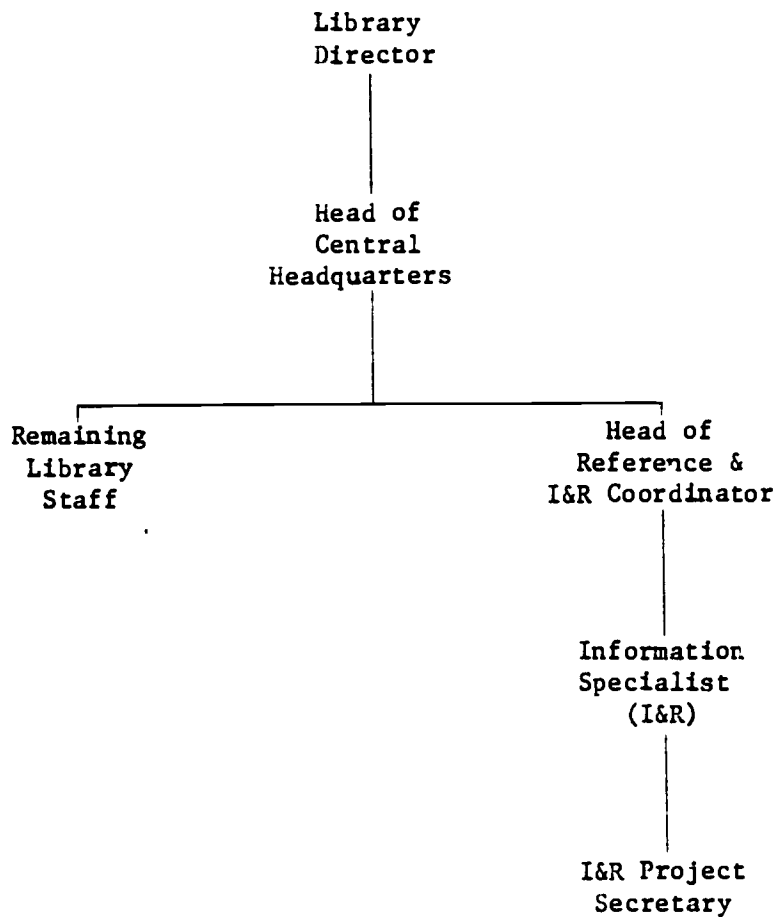 Library
Director
Head of
Central
Headquarters
Remaining
Library
Staff
Head of
Reference &
I&R Coordinator
Information
Specialist
(I&R)
I&R Project
Secretary